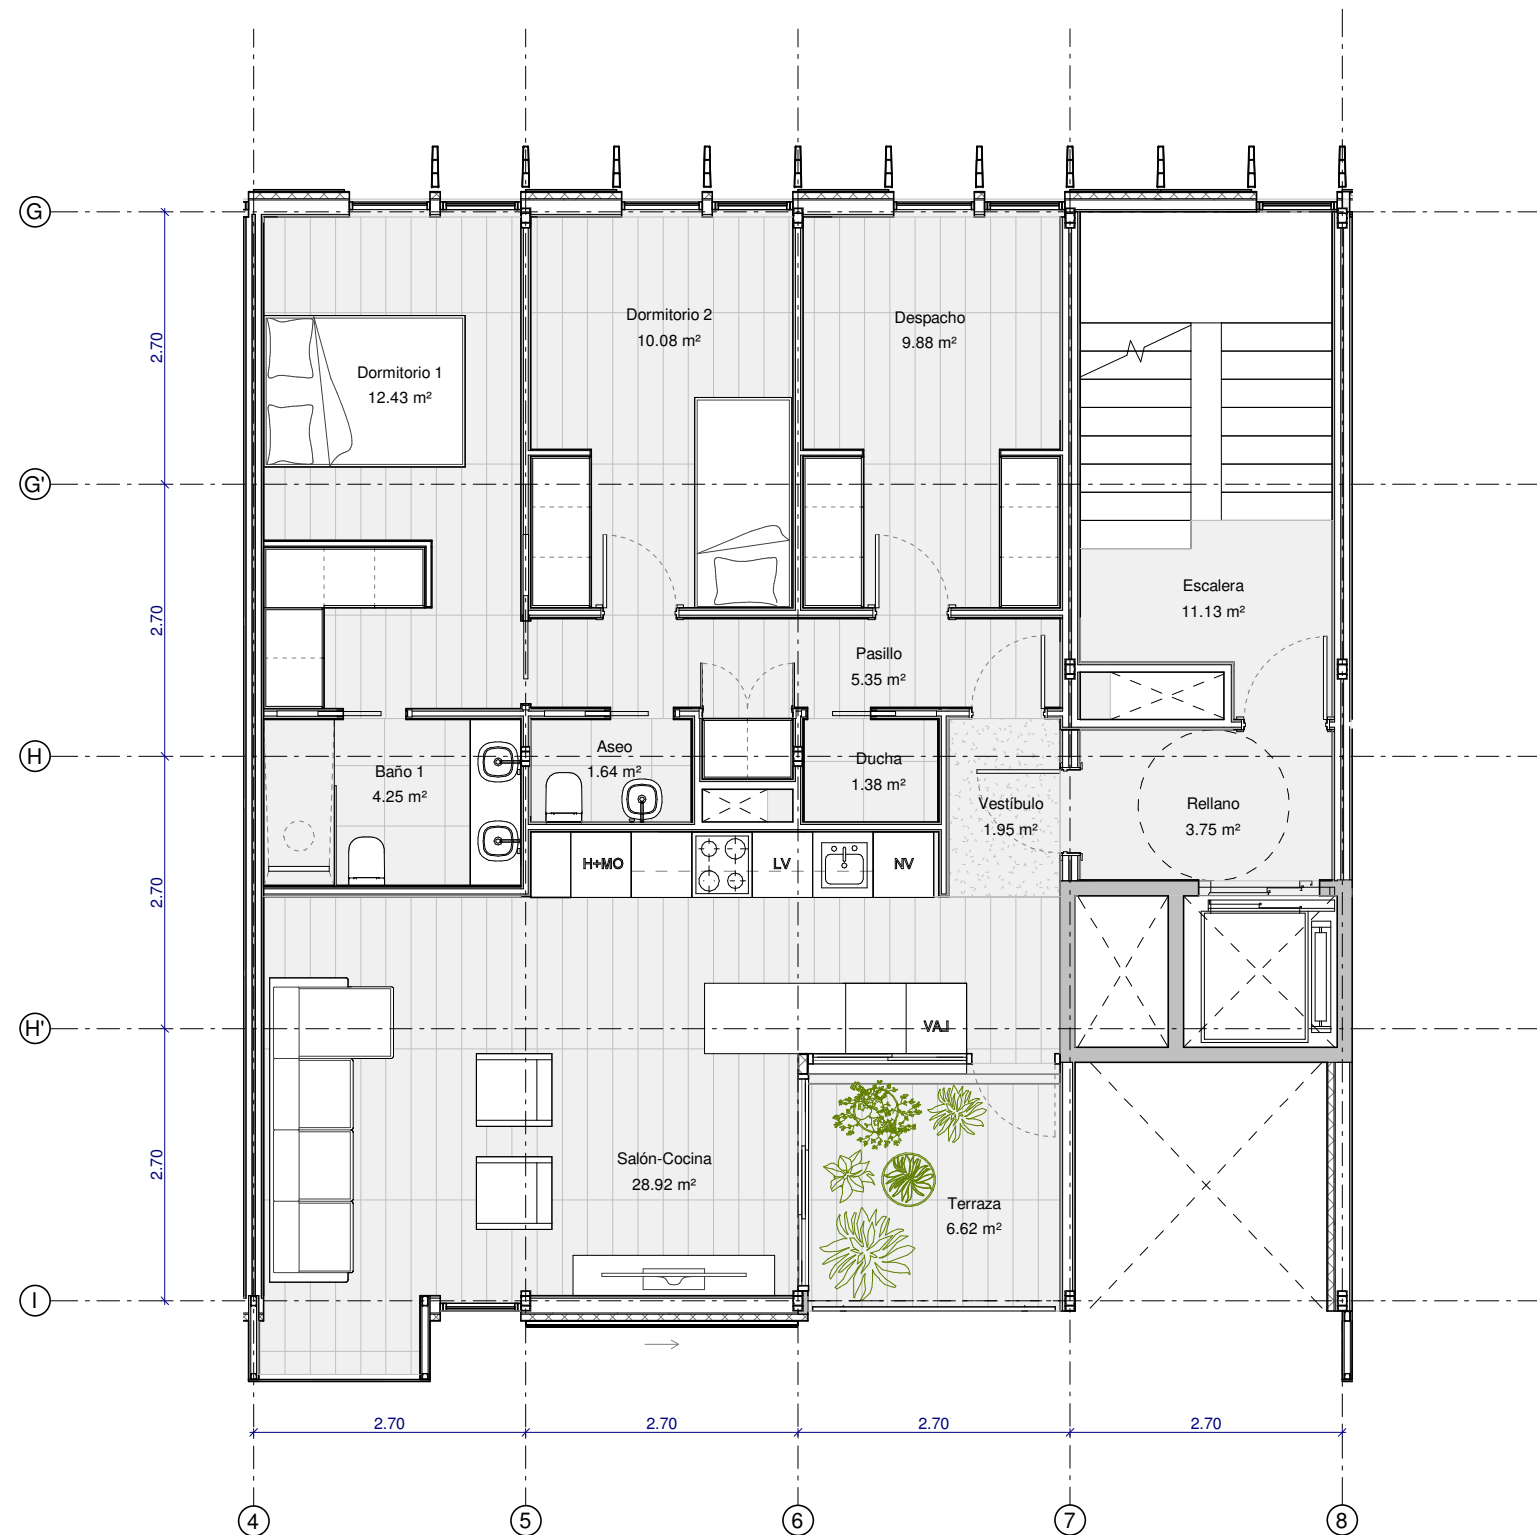 G
Dormitorio 2
10.08 m²
Despacho
9.88 m²
2.70
Dormitorio 1
12.43 m²
G'
Escalera
11.13 m²
2.70
Pasillo
5.35 m²
H
Aseo
1.64 m²
Ducha
1.38 m²
Baño 1
4.25 m²
Vestíbulo
1.95 m²
Rellano
3.75 m²
H+MO
LV
NV
2.70
H'
VAJ.
2.70
Salón-Cocina
28.92 m²
Terraza
6.62 m²
I
2.70
2.70
2.70
2.70
4
5
6
7
8